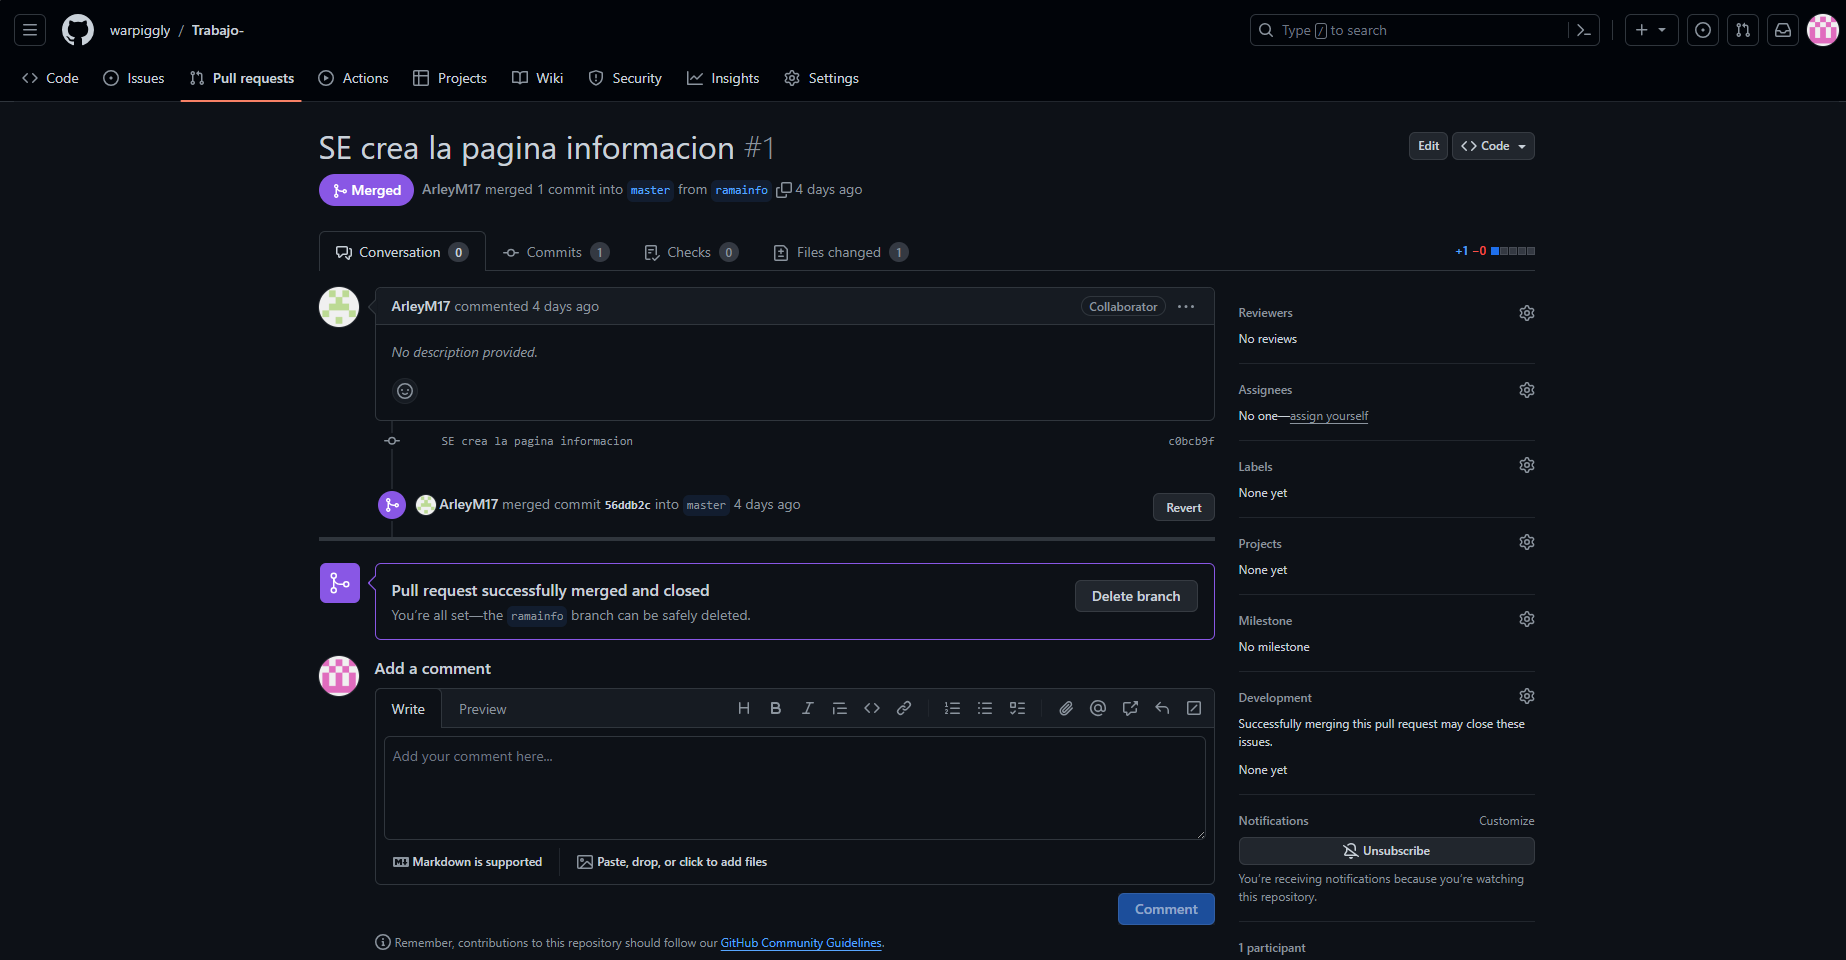 warpiggly / Trabajo-
Type / to search
Code Issues Pull requests Actions Projects Wiki Security Insights Settings
SE crea la pagina informacion #1
Edit Code
Merged ArleyM17 merged 1 commit into master from ramainfo 4 days ago
Conversation 0 Commits 1 Checks 0 Files changed 1
+1 −0
ArleyM17 commented 4 days ago
Collaborator
No description provided.
SE crea la pagina informacion c0bcb9f
ArleyM17 merged commit 56ddb2c into master 4 days ago
Revert
Pull request successfully merged and closed
You're all set—the ramainfo branch can be safely deleted.
Delete branch
Add a comment
Write Preview
Add your comment here...
Markdown is supported
Paste, drop, or click to add files
Comment
Remember, contributions to this repository should follow our GitHub Community Guidelines.
Reviewers
No reviews
Assignees
No one—assign yourself
Labels
None yet
Projects
None yet
Milestone
No milestone
Development
Successfully merging this pull request may close these
issues.
None yet
Notifications Customize
Unsubscribe
You're receiving notifications because you're watching
this repository.
1 participant